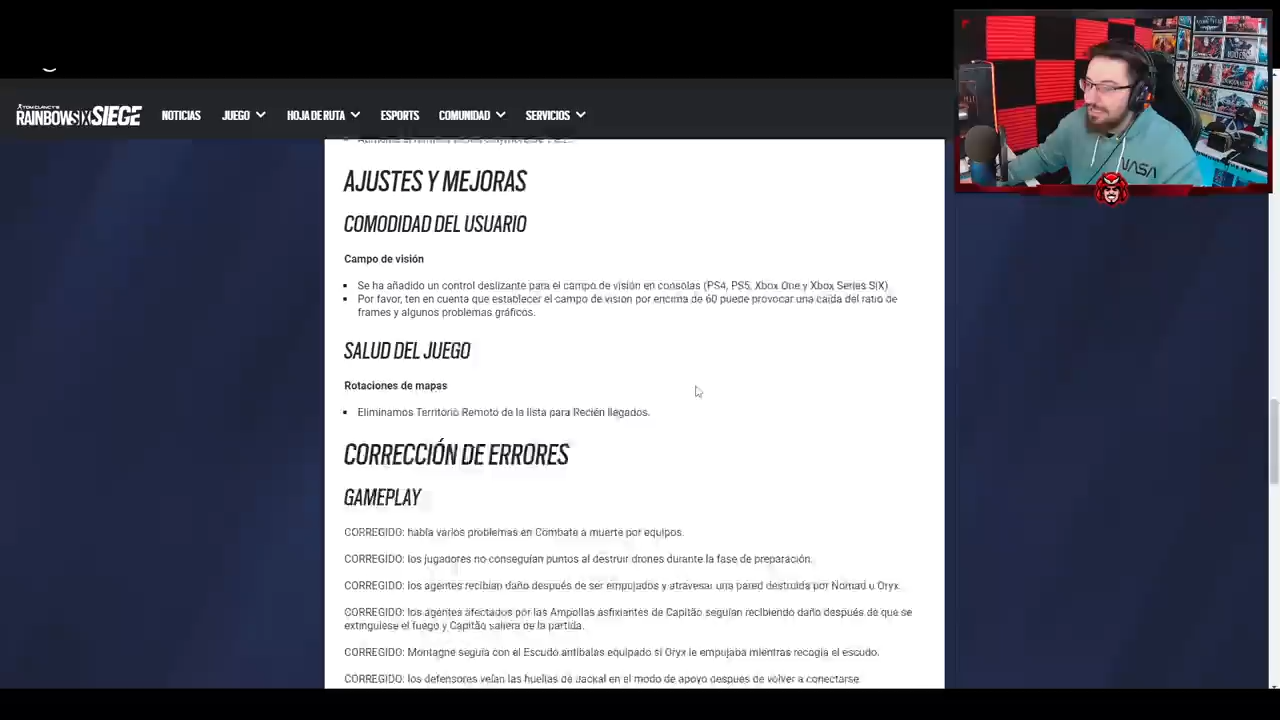 TOM CLANCY'S
RAINBOWSIX SIEGE
NOTICIAS
JUEGO
HOJA DE RUTA
ESPORTS
COMUNIDAD
SERVICIOS
NASA
AJUSTES Y MEJORAS
COMODIDAD DEL USUARIO
Campo de visión
Se ha añadido un control deslizante para el campo de visión en consolas (PS4, PS5, Xbox One y Xbox Series S|X)
Por favor, ten en cuenta que establecer el campo de visión por encima de 60 puede provocar una caída del ratio de
frames y algunos problemas gráficos.
SALUD DEL JUEGO
Rotaciones de mapas
Eliminamos Territorio Remoto de la lista para Recién llegados.
CORRECCIÓN DE ERRORES
GAMEPLAY
CORREGIDO: había varios problemas en Combate a muerte por equipos.
CORREGIDO: los jugadores no conseguían puntos al destruir drones durante la fase de preparación.
CORREGIDO: los agentes recibían daño después de ser empujados y atravesar una pared destruida por Nomad u Oryx.
CORREGIDO: los agentes afectados por las Ampollas asfixiantes de Capitão seguían recibiendo daño después de que se
extinguiese el fuego y Capitão saliera de la partida.
CORREGIDO: Montagne seguía con el Escudo antibalas equipado si Oryx le empujaba mientras recogía el escudo.
CORREGIDO: los defensores veían las huellas de Jackal en el modo de apoyo después de volver a conectarse